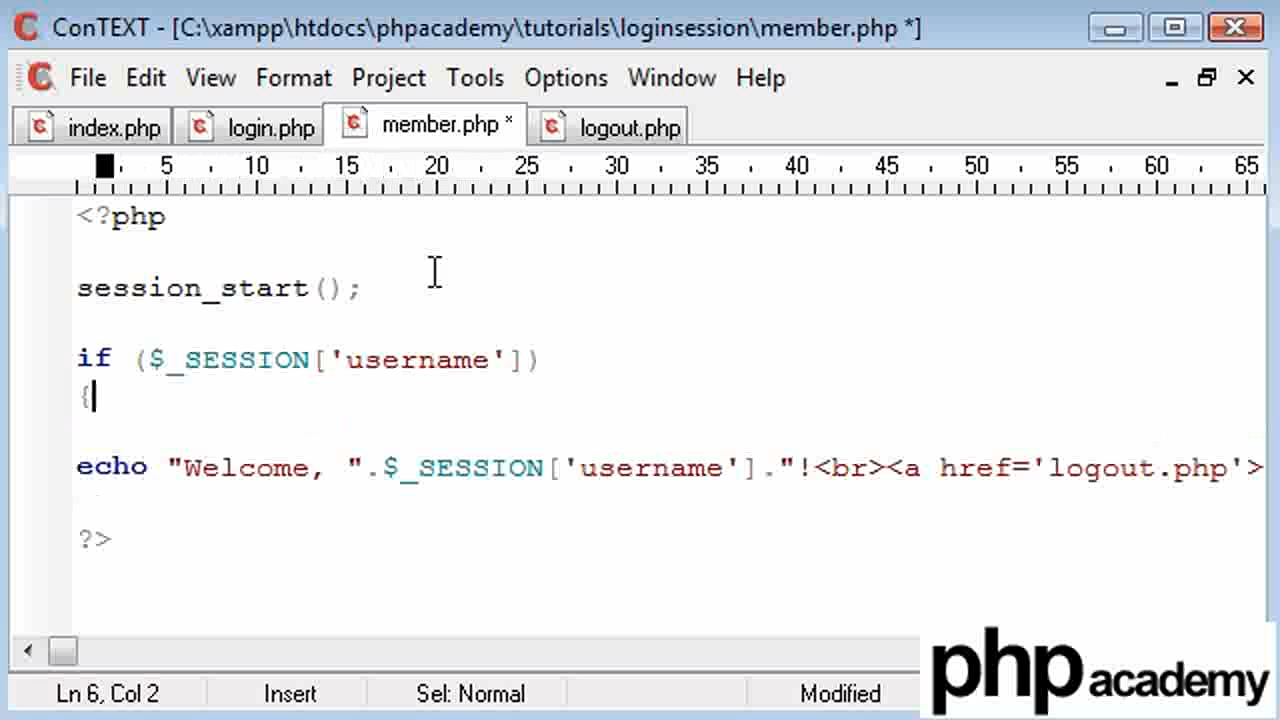 ConTEXT - [C:\xampp\htdocs\phpacademy\tutorials\loginsession\member.php *]
File Edit View Format Project Tools Options Window Help
index.php login.php member.php * logout.php
5 10 15 20 25 30 35 40 45 50 55 60 65
<?php
session_start();
if ($_SESSION['username'])
{
echo "Welcome, ".$_SESSION['username']."!<br><a href='logout.php'>
?>
Ln 6, Col 2 Insert Sel: Normal Modified
php academy